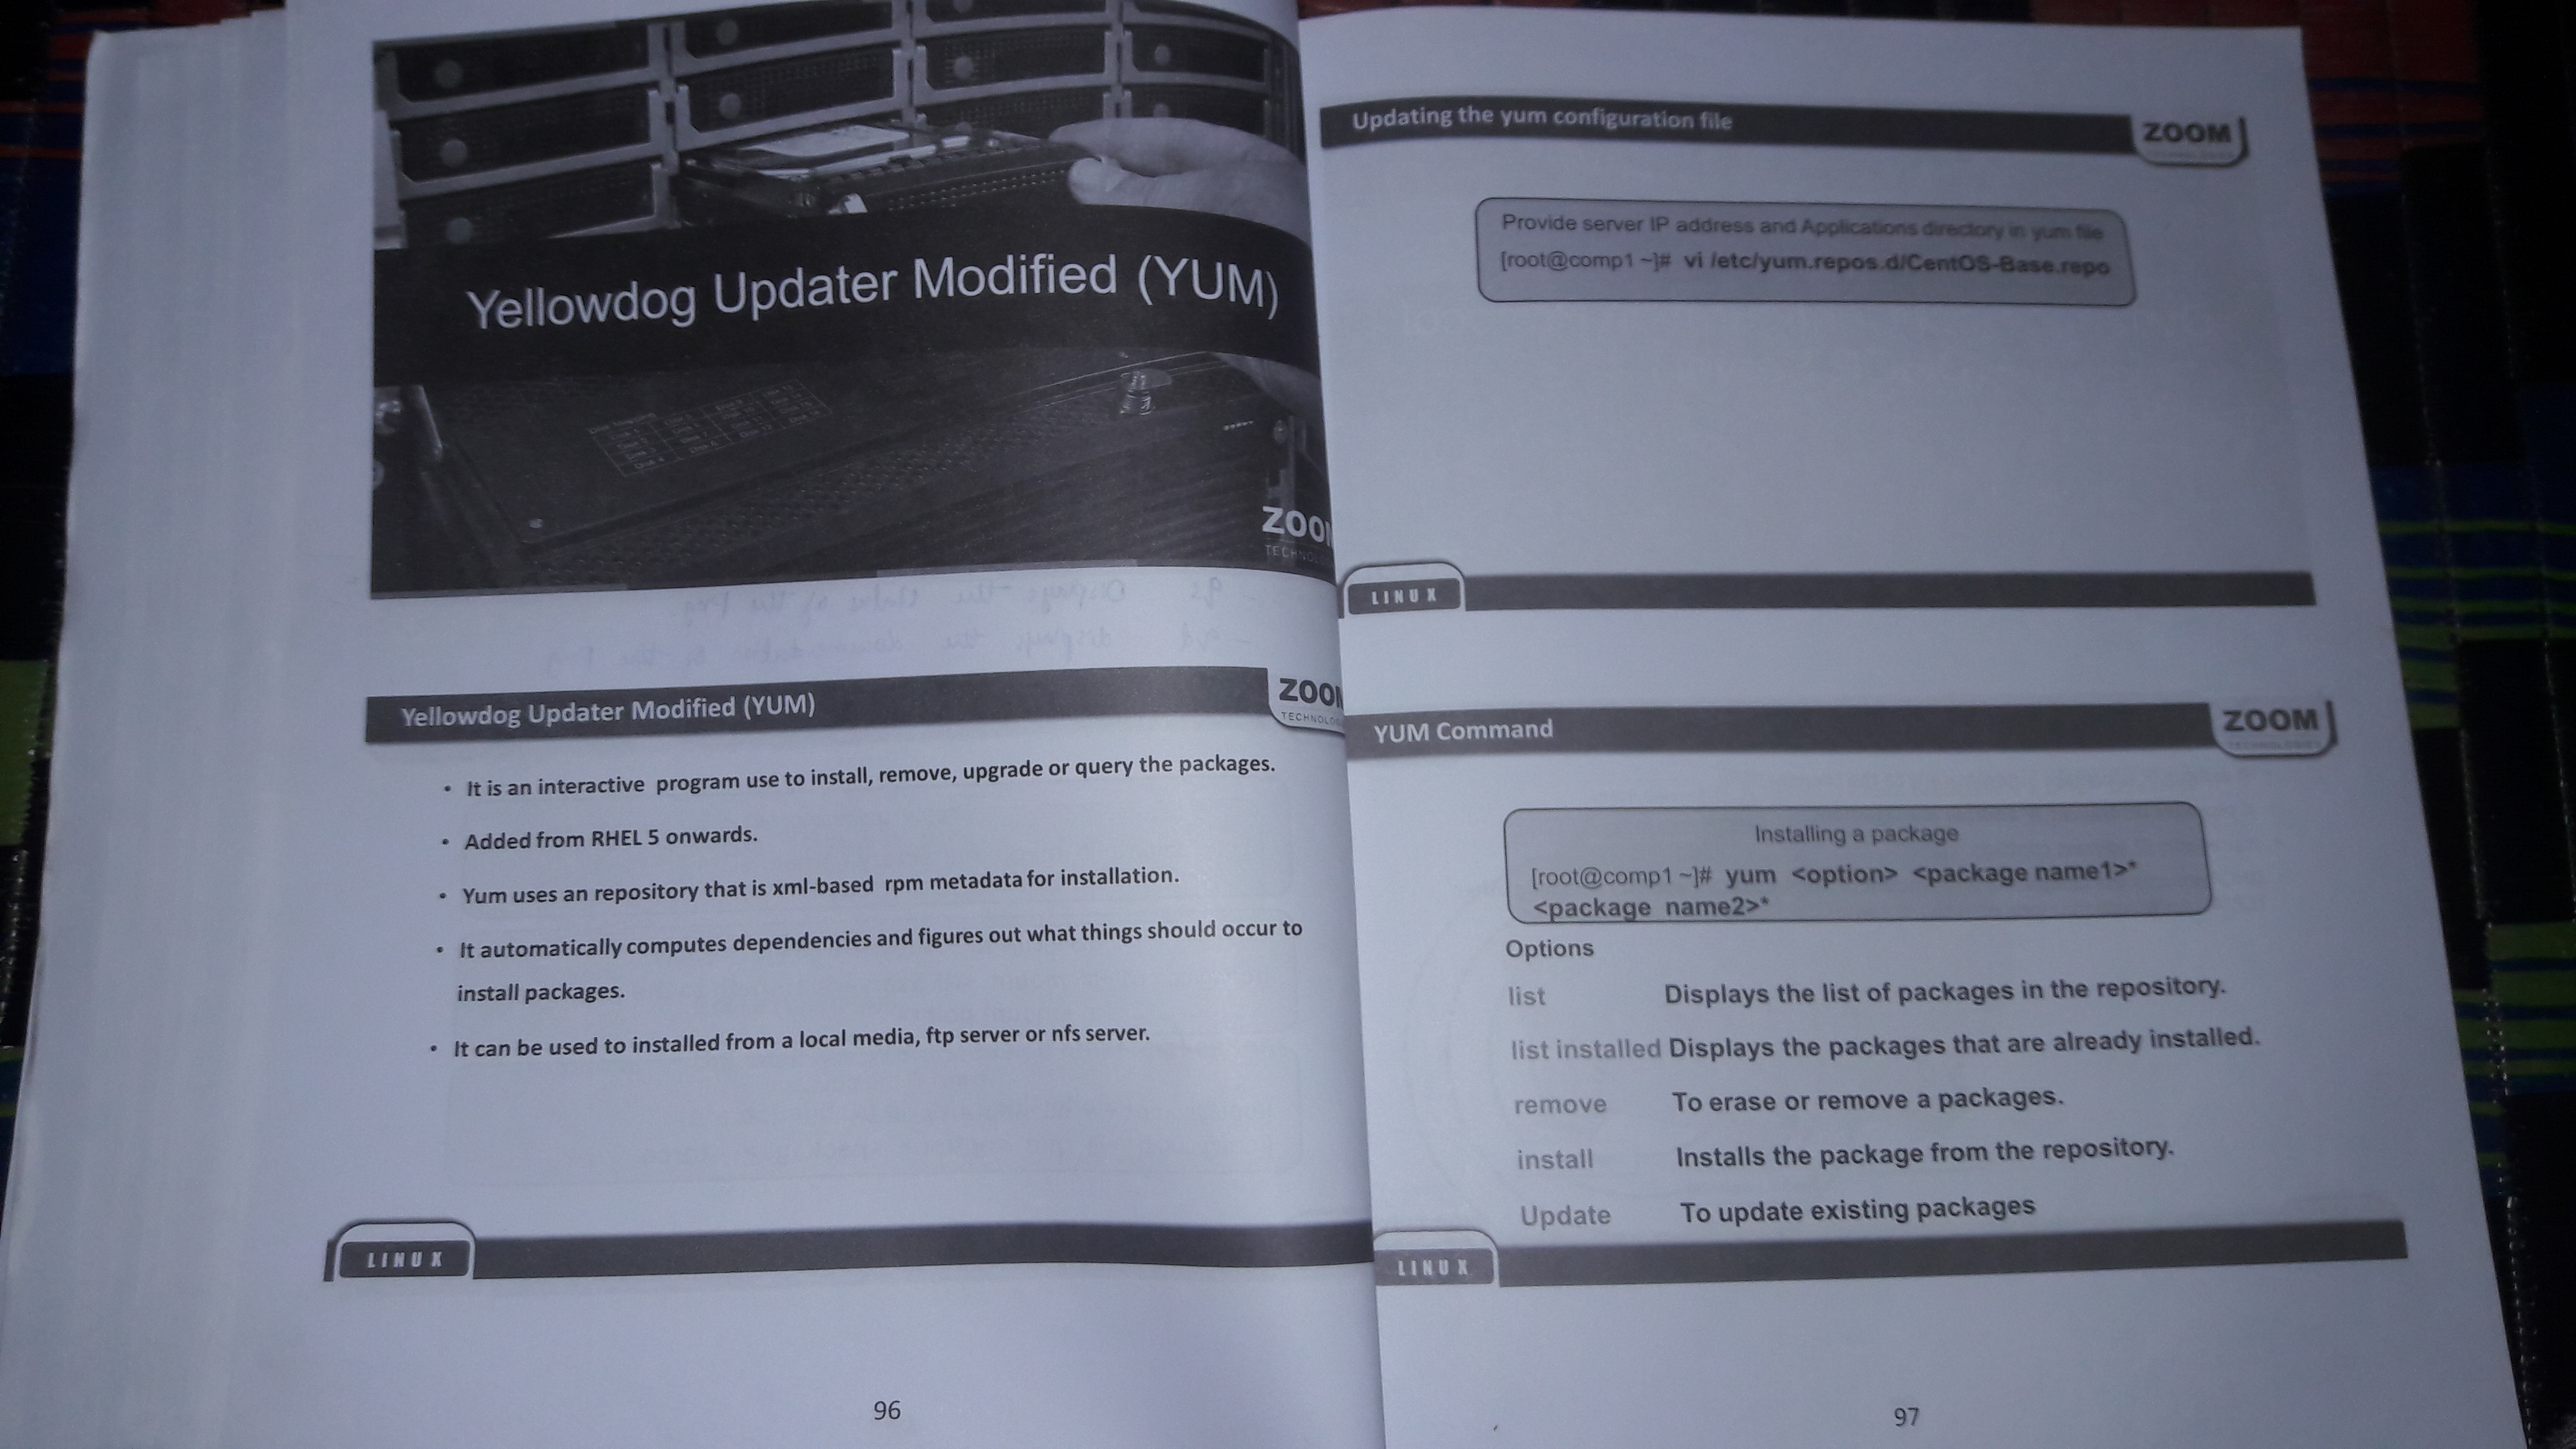 Yellowdog Updater Modified (YUM)
ZOOM
Yellowdog Updater Modified (YUM)
ZOOM
• It is an interactive program use to install, remove, upgrade or query the packages.
• Added from RHEL 5 onwards.
• Yum uses an repository that is xml-based rpm metadata for installation.
• It automatically computes dependencies and figures out what things should occur to
install packages.
• It can be used to installed from a local media, ftp server or nfs server.
LINUX
96
Updating the yum configuration file
ZOOM
Provide server IP address and Applications directory in yum file
[root@comp1 ~]# vi /etc/yum.repos.d/CentOS-Base.repo
LINUX
YUM Command
ZOOM
Installing a package
[root@comp1 ~]# yum <option> <package name1>*
<package name2>*
Options
list Displays the list of packages in the repository.
list installed Displays the packages that are already installed.
remove To erase or remove a packages.
install Installs the package from the repository.
Update To update existing packages
LINUX
97